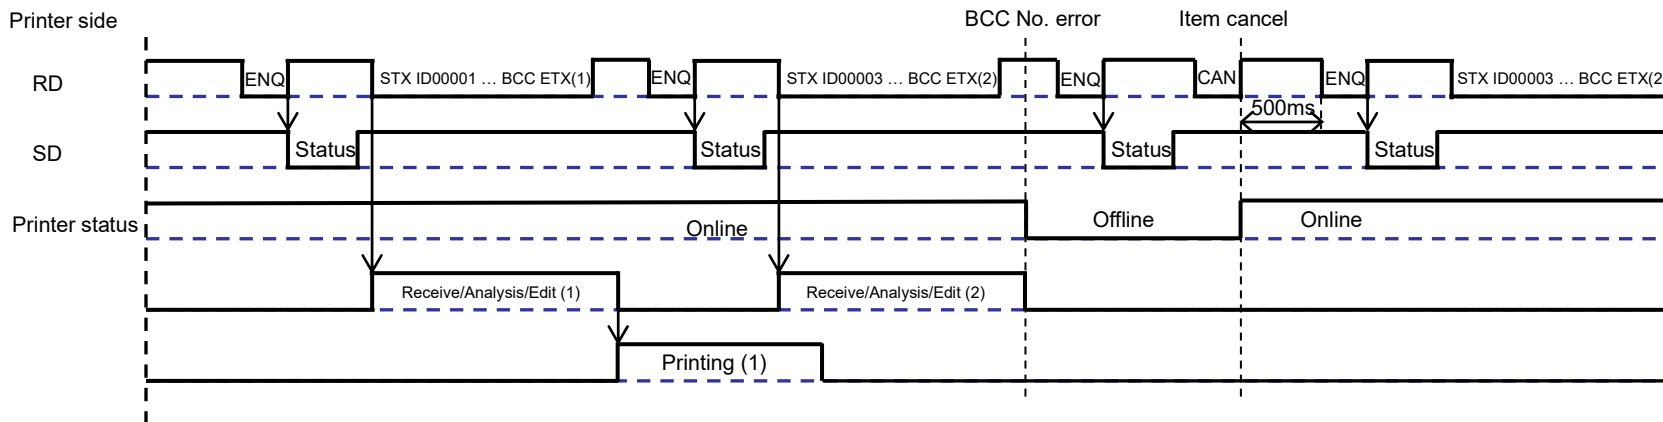 Printer side
BCC No. error
Item cancel
RD
ENQ
STX ID00001 … BCC ETX(1)
ENQ
STX ID00003 … BCC ETX(2)
ENQ
CAN
ENQ
STX ID00003 … BCC ETX(2
500ms
SD
Status
Status
Status
Status
Printer status
Online
Offline
Online
Receive/Analysis/Edit (1)
Receive/Analysis/Edit (2)
Printing (1)